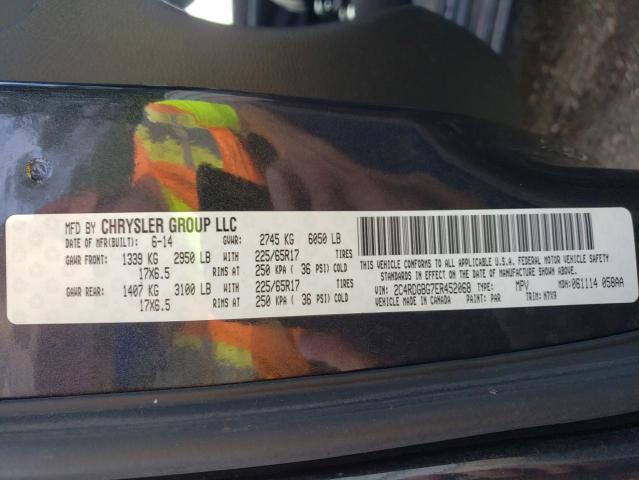 MFD BY CHRYSLER GROUP LLC
DATE OF MFR(BUILT): 6-14 GVWR: 2745 KG 6050 LB
GAWR FRONT: 1339 KG 2950 LB WITH 225/65R17 TIRES
17X6.5 RIMS AT 250 KPA ( 36 PSI) COLD
GAWR REAR: 1407 KG 3100 LB WITH 225/65R17 TIRES
17X6.5 RIMS AT 250 KPA ( 36 PSI) COLD
THIS VEHICLE CONFORMS TO ALL APPLICABLE U.S.A. FEDERAL MOTOR VEHICLE SAFETY
STANDARDS IN EFFECT ON THE DATE OF MANUFACTURE SHOWN ABOVE.
VIN: 2C4RDGBG7ER452068 TYPE: MPV MDH: 061114 058AA
VEHICLE MADE IN CANADA PAINT: PAR TRIM: M7X9